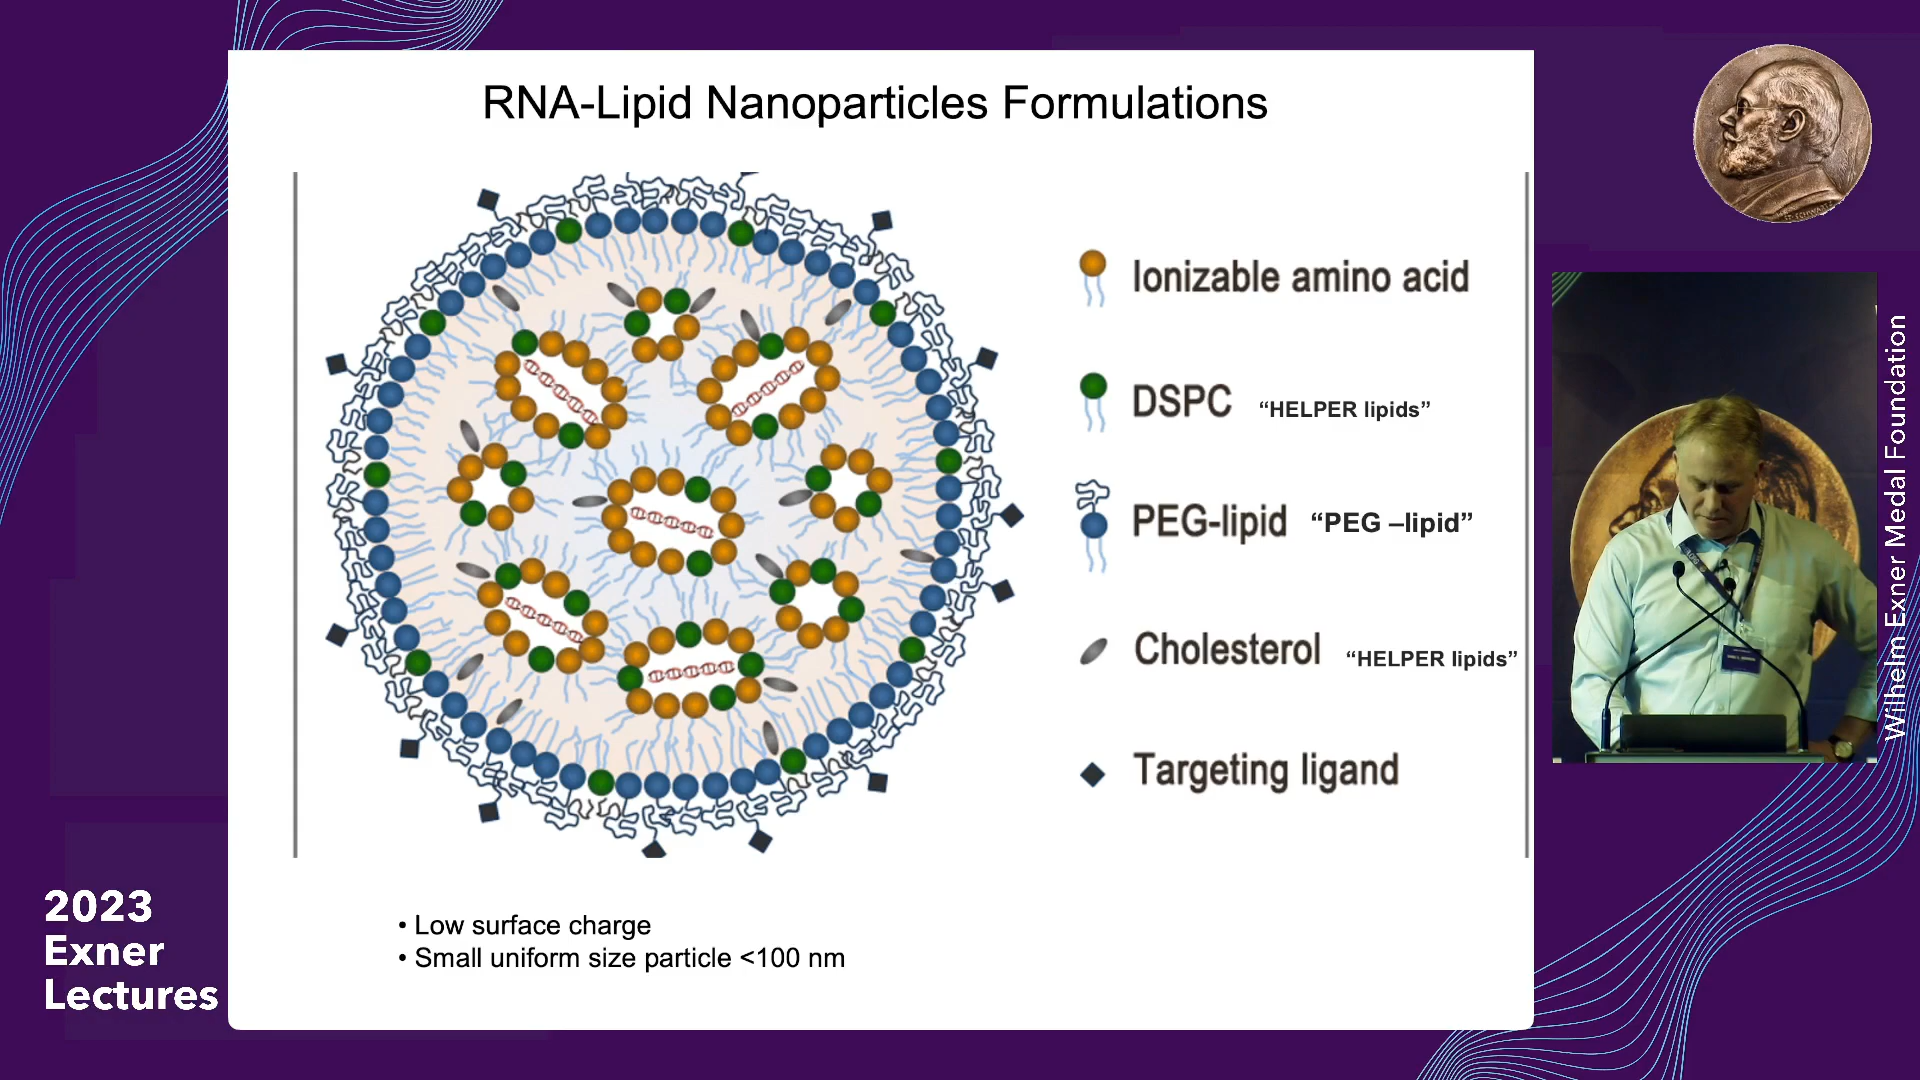 RNA-Lipid Nanoparticles Formulations
Ionizable amino acid
DSPC “HELPER lipids”
PEG-lipid “PEG –lipid”
Cholesterol “HELPER lipids”
Targeting ligand
• Low surface charge
• Small uniform size particle <100 nm
2023
Exner
Lectures
Wilhelm Exner Medal Foundation